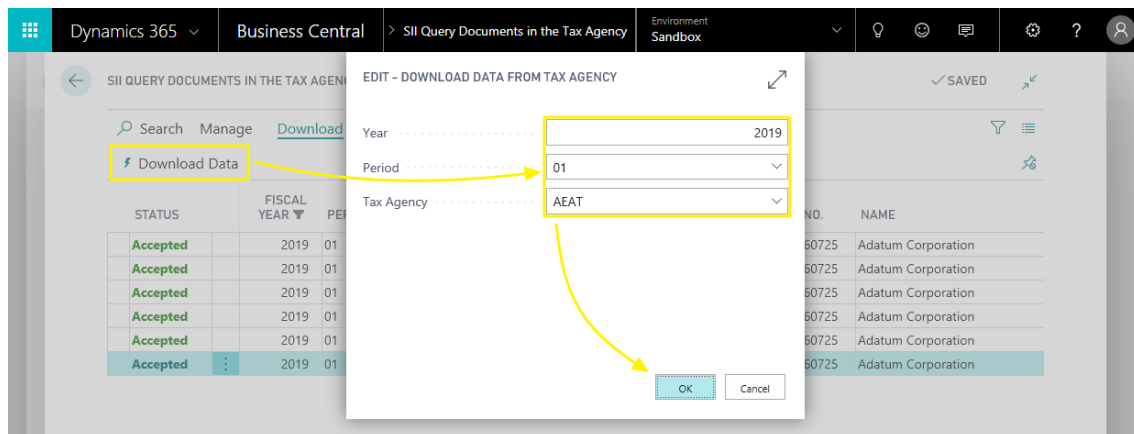 Dynamics 365 Business Central > SII Query Documents in the Tax Agency Environment Sandbox ?
SII QUERY DOCUMENTS IN THE TAX AGEN
SAVED
EDIT - DOWNLOAD DATA FROM TAX AGENCY
Search Manage Download
Download Data
Year 2019
Period 01
Tax Agency AEAT
STATUS FISCAL YEAR PER NO. NAME
Accepted 2019 01 60725 Adatum Corporation
Accepted 2019 01 60725 Adatum Corporation
Accepted 2019 01 60725 Adatum Corporation
Accepted 2019 01 60725 Adatum Corporation
Accepted 2019 01 60725 Adatum Corporation
Accepted 2019 01 60725 Adatum Corporation
OK Cancel